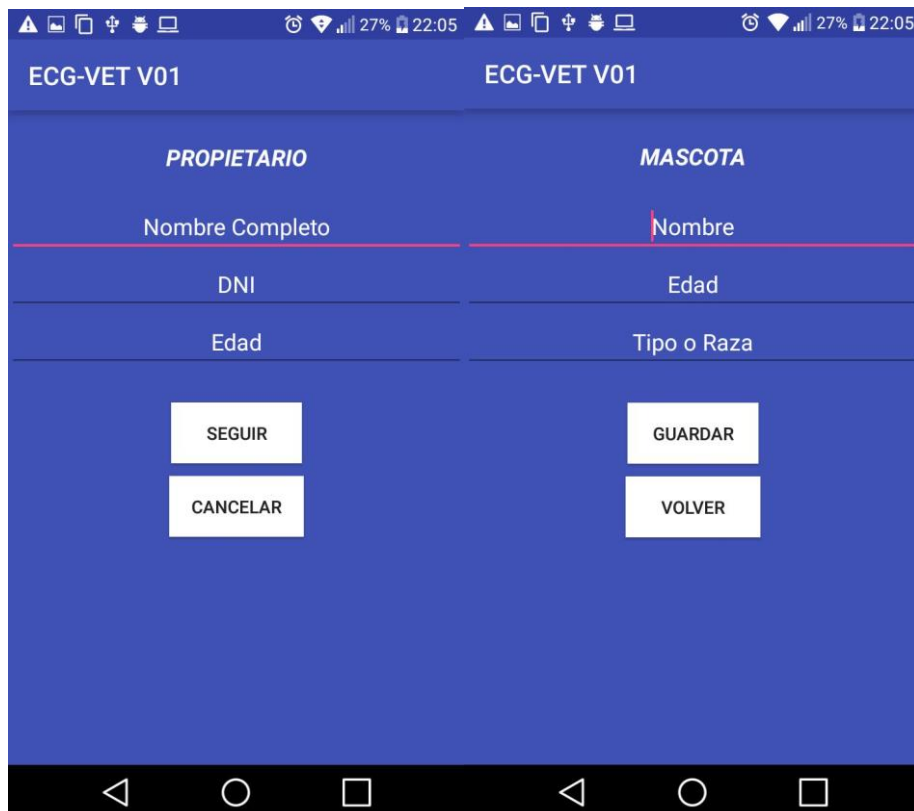 27% 22:05
ECG-VET V01
PROPIETARIO
Nombre Completo
DNI
Edad
SEGUIR
CANCELAR
27% 22:05
ECG-VET V01
MASCOTA
Nombre
Edad
Tipo o Raza
GUARDAR
VOLVER